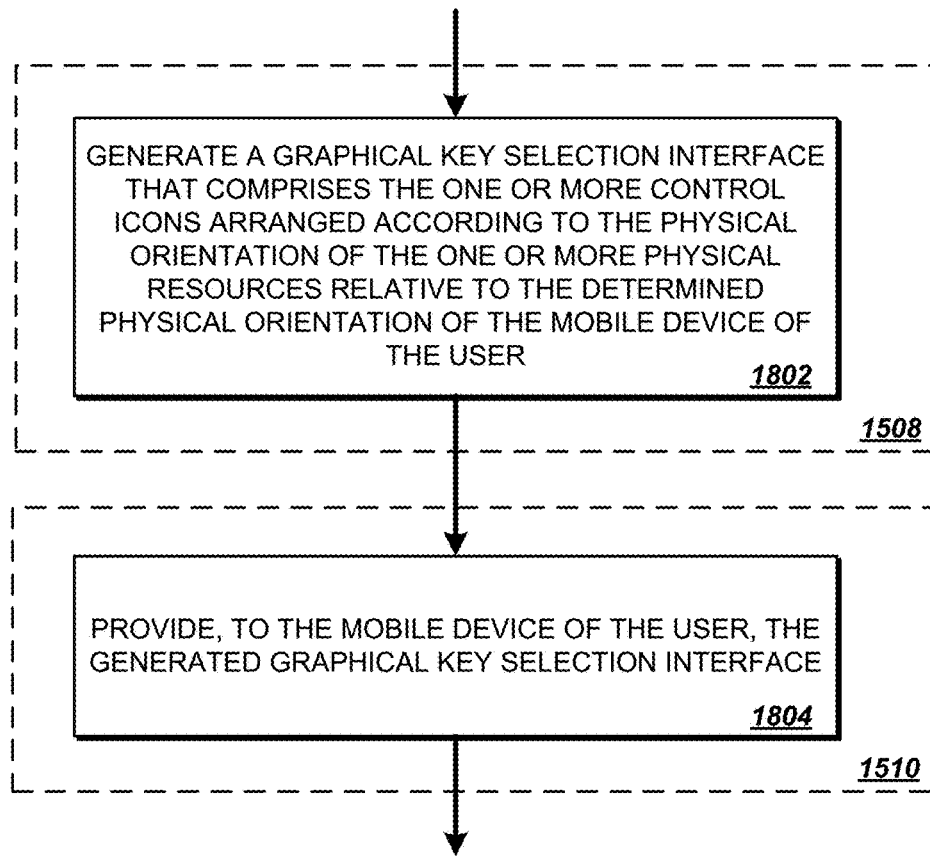 GENERATE A GRAPHICAL KEY SELECTION INTERFACE
THAT COMPRISES THE ONE OR MORE CONTROL
ICONS ARRANGED ACCORDING TO THE PHYSICAL
ORIENTATION OF THE ONE OR MORE PHYSICAL
RESOURCES RELATIVE TO THE DETERMINED
PHYSICAL ORIENTATION OF THE MOBILE DEVICE OF
THE USER
1802
1508
PROVIDE, TO THE MOBILE DEVICE OF THE USER, THE
GENERATED GRAPHICAL KEY SELECTION INTERFACE
1804
1510